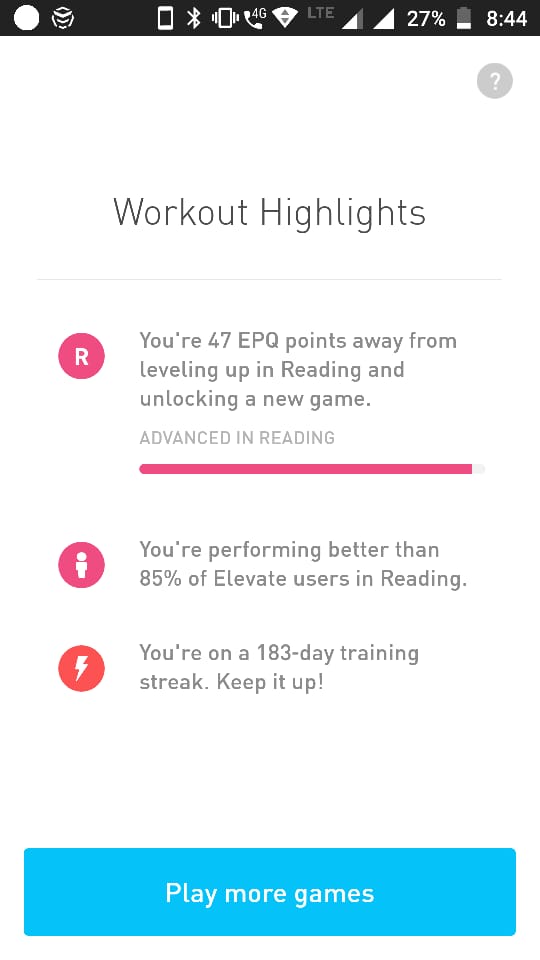 4G LTE 27% 8:44
?
Workout Highlights
R
You're 47 EPQ points away from
leveling up in Reading and
unlocking a new game.
ADVANCED IN READING
You're performing better than
85% of Elevate users in Reading.
You're on a 183-day training
streak. Keep it up!
Play more games